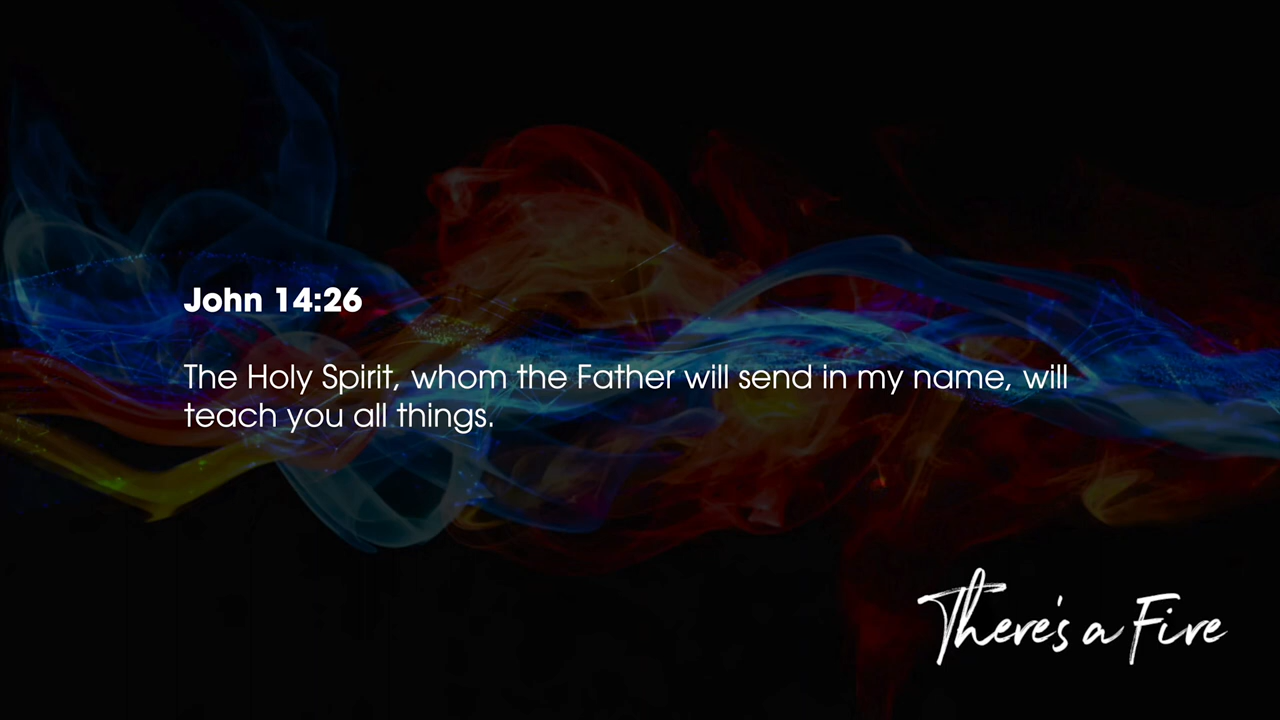 John 14:26
The Holy Spirit, whom the Father will send in my name, will
teach you all things.
There's a Fire